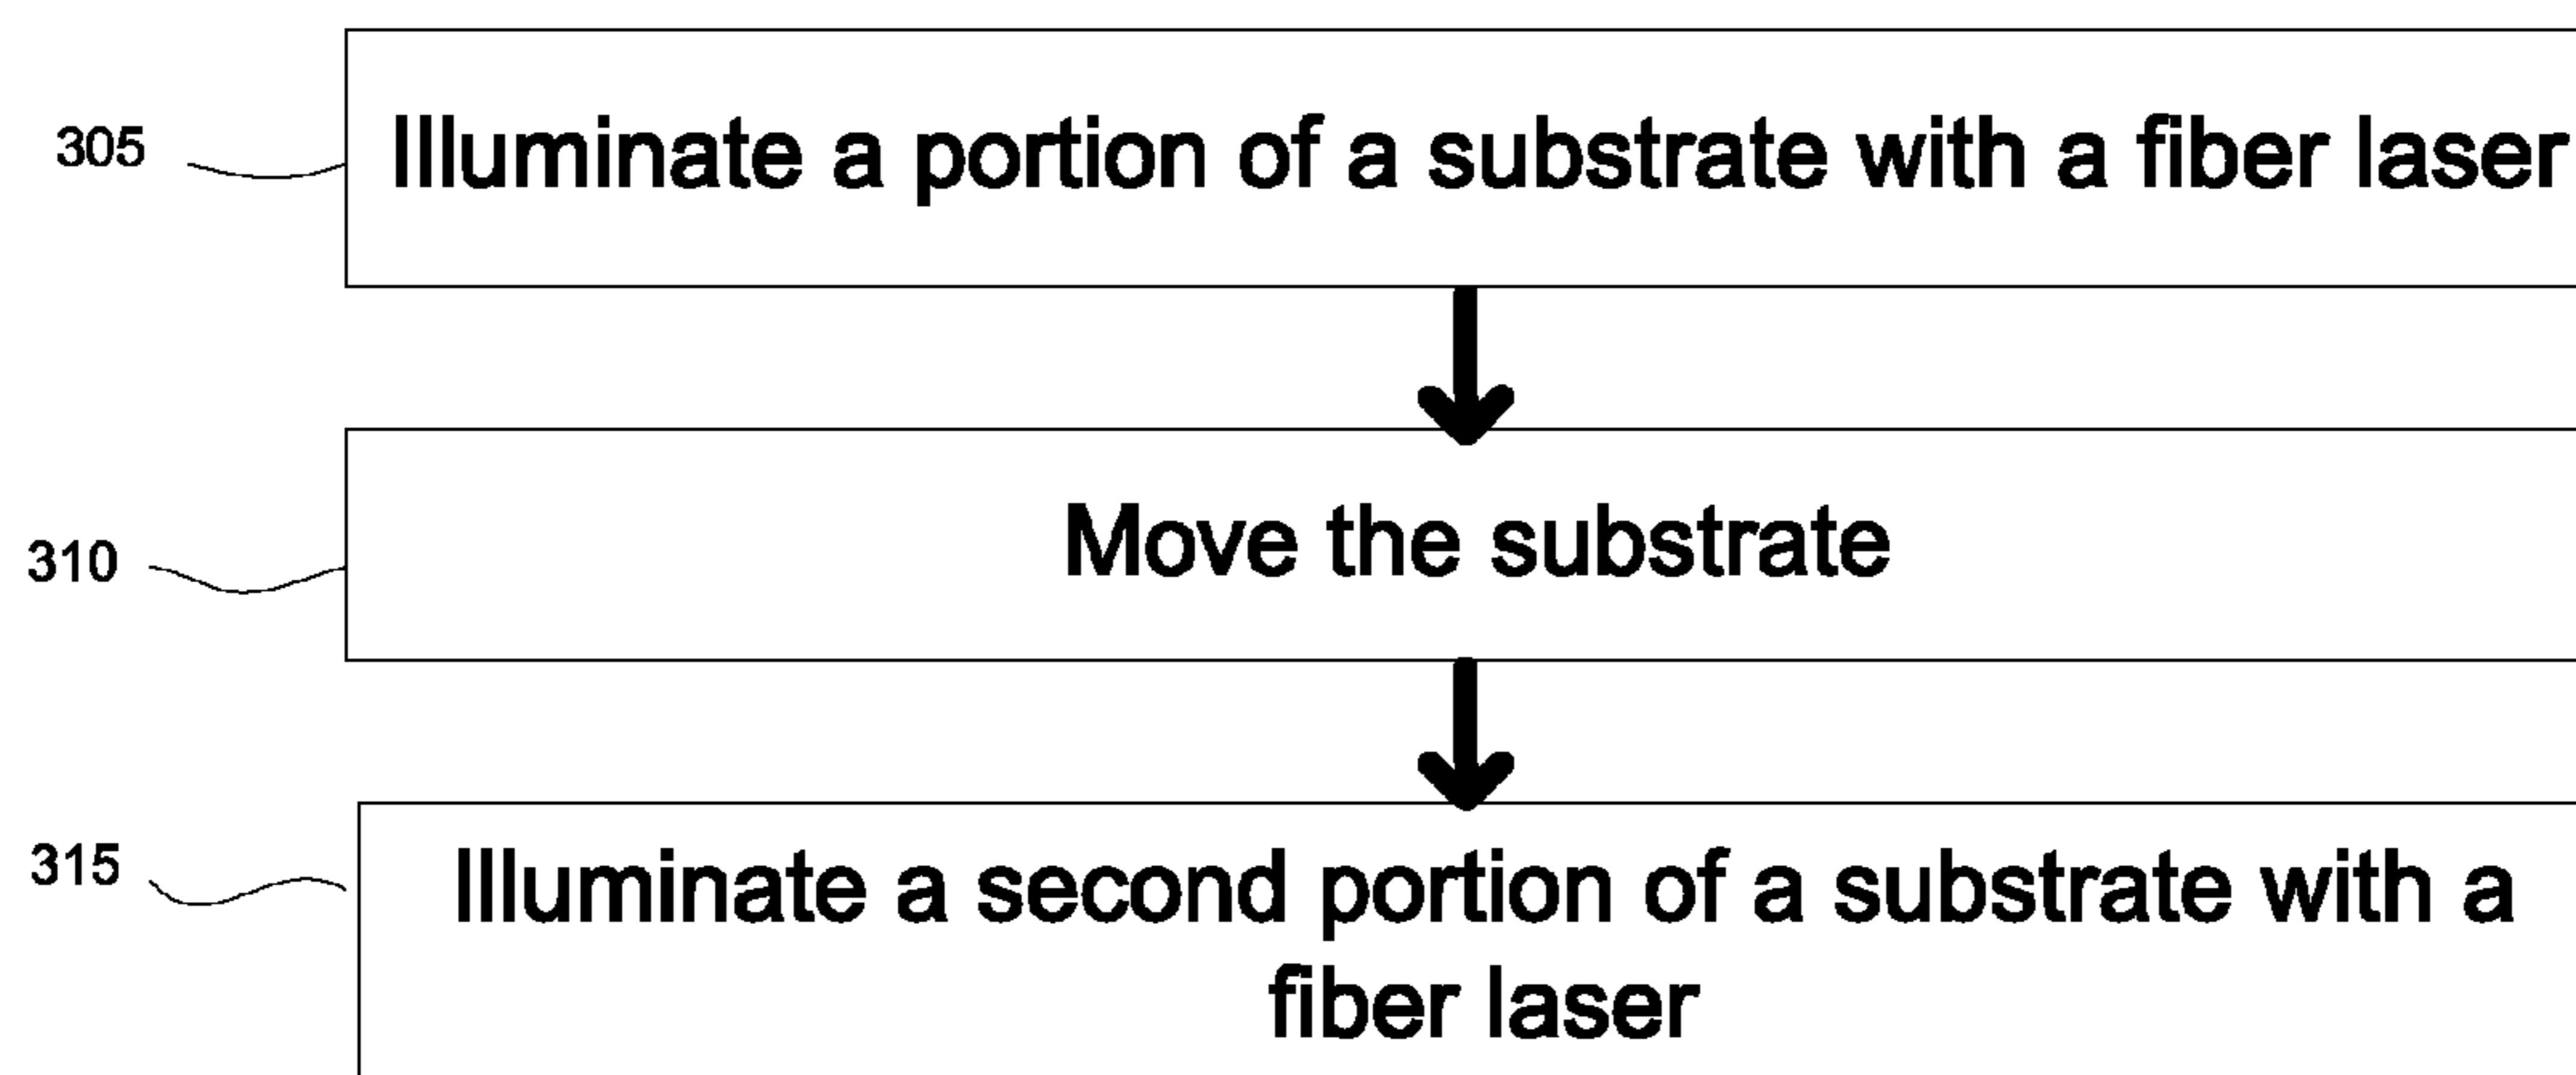 305
Illuminate a portion of a substrate with a fiber laser
310
Move the substrate
315
Illuminate a second portion of a substrate with a
fiber laser